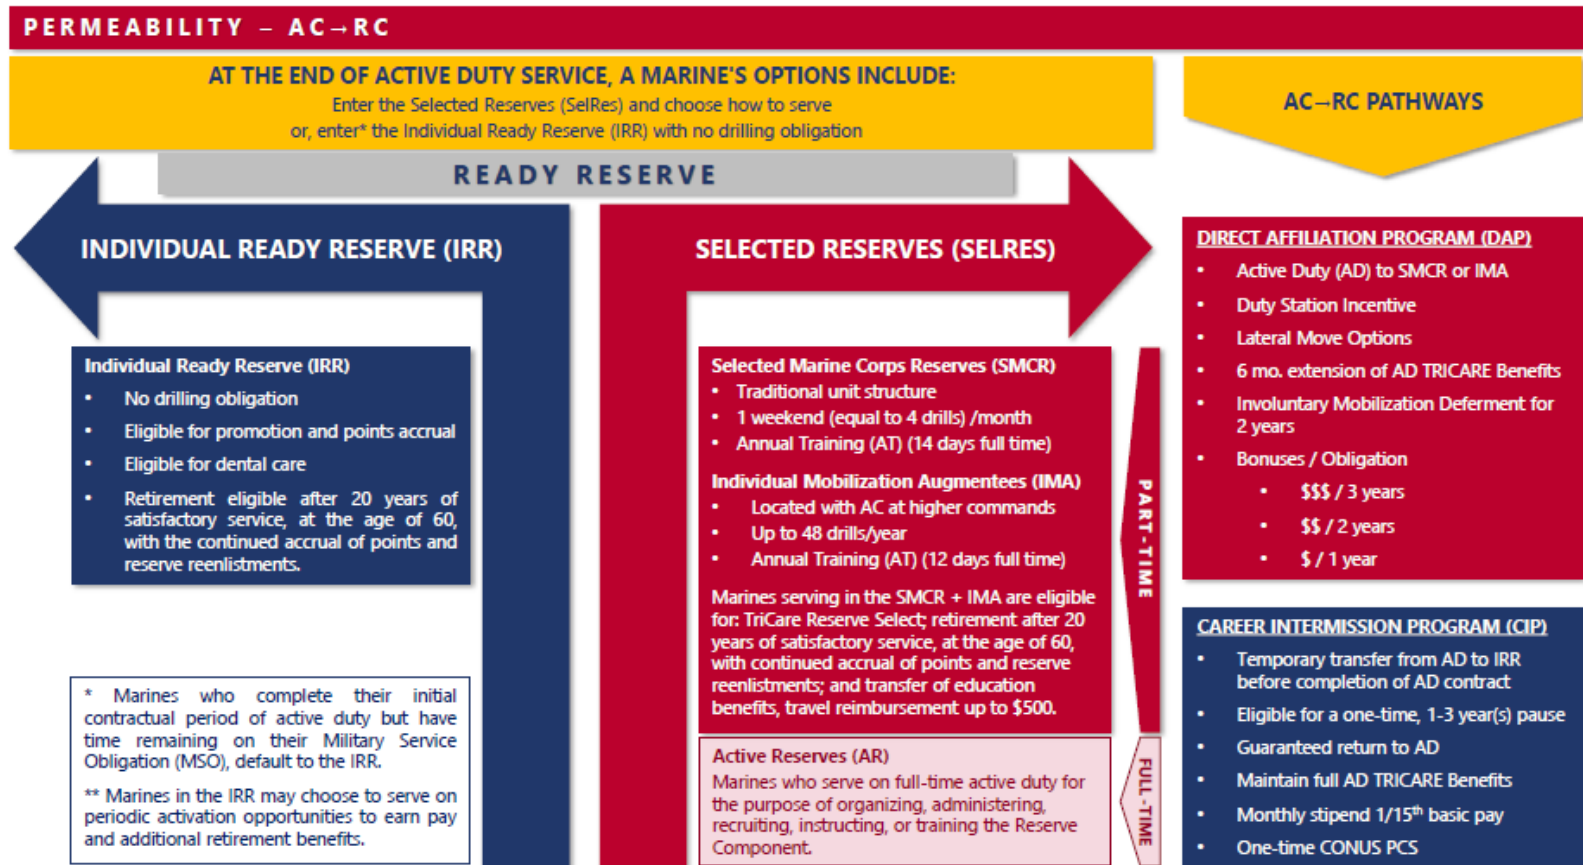 PERMEABILITY – AC→RC
AT THE END OF ACTIVE DUTY SERVICE, A MARINE'S OPTIONS INCLUDE:
Enter the Selected Reserves (SelRes) and choose how to serve
or, enter* the Individual Ready Reserve (IRR) with no drilling obligation
READY RESERVE
INDIVIDUAL READY RESERVE (IRR)
Individual Ready Reserve (IRR)
• No drilling obligation
• Eligible for promotion and points accrual
• Eligible for dental care
• Retirement eligible after 20 years of
satisfactory service, at the age of 60,
with the continued accrual of points and
reserve reenlistments.
* Marines who complete their initial
contractual period of active duty but have
time remaining on their Military Service
Obligation (MSO), default to the IRR.
** Marines in the IRR may choose to serve on
periodic activation opportunities to earn pay
and additional retirement benefits.
SELECTED RESERVES (SELRES)
Selected Marine Corps Reserves (SMCR)
• Traditional unit structure
• 1 weekend (equal to 4 drills) /month
• Annual Training (AT) (14 days full time)
Individual Mobilization Augmentees (IMA)
• Located with AC at higher commands
• Up to 48 drills/year
• Annual Training (AT) (12 days full time)
Marines serving in the SMCR + IMA are eligible
for: TriCare Reserve Select; retirement after 20
years of satisfactory service, at the age of 60,
with continued accrual of points and reserve
reenlistments; and transfer of education
benefits, travel reimbursement up to $500.
PART-TIME
Active Reserves (AR)
Marines who serve on full-time active duty for
the purpose of organizing, administering,
recruiting, instructing, or training the Reserve
Component.
FULL-TIME
AC→RC PATHWAYS
DIRECT AFFILIATION PROGRAM (DAP)
• Active Duty (AD) to SMCR or IMA
• Duty Station Incentive
• Lateral Move Options
• 6 mo. extension of AD TRICARE Benefits
• Involuntary Mobilization Deferment for
2 years
• Bonuses / Obligation
• $$$ / 3 years
• $$ / 2 years
• $ / 1 year
CAREER INTERMISSION PROGRAM (CIP)
• Temporary transfer from AD to IRR
before completion of AD contract
• Eligible for a one-time, 1-3 year(s) pause
• Guaranteed return to AD
• Maintain full AD TRICARE Benefits
• Monthly stipend 1/15th basic pay
• One-time CONUS PCS